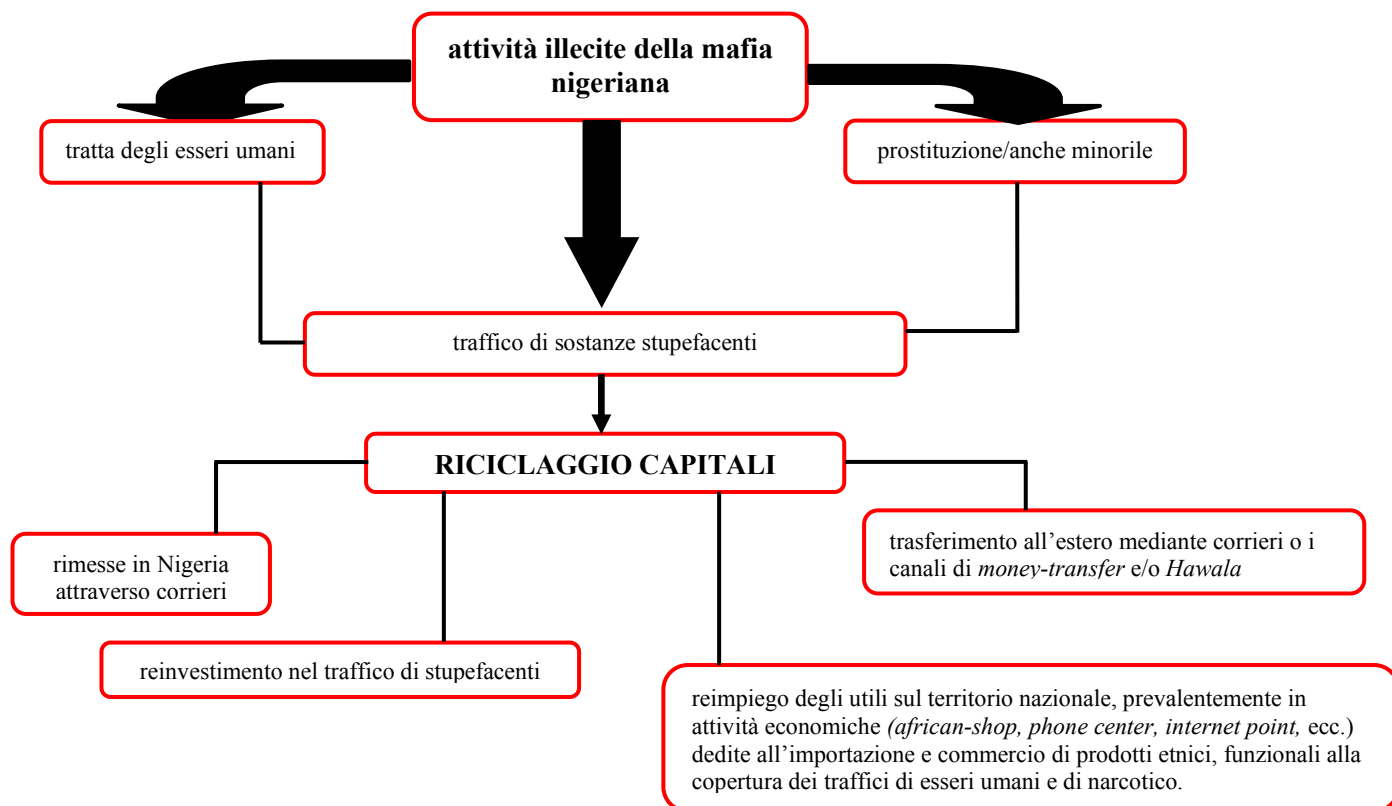 attività illecite della mafia
nigeriana
tratta degli esseri umani
prostituzione/anche minorile
traffico di sostanze stupefacenti
RICICLAGGIO CAPITALI
rimesse in Nigeria
attraverso corrieri
trasferimento all’estero mediante corrieri o i
canali di money-transfer e/o Hawala
reinvestimento nel traffico di stupefacenti
reimpiego degli utili sul territorio nazionale, prevalentemente in
attività economiche (african-shop, phone center, internet point, ecc.)
dedite all’importazione e commercio di prodotti etnici, funzionali alla
copertura dei traffici di esseri umani e di narcotico.